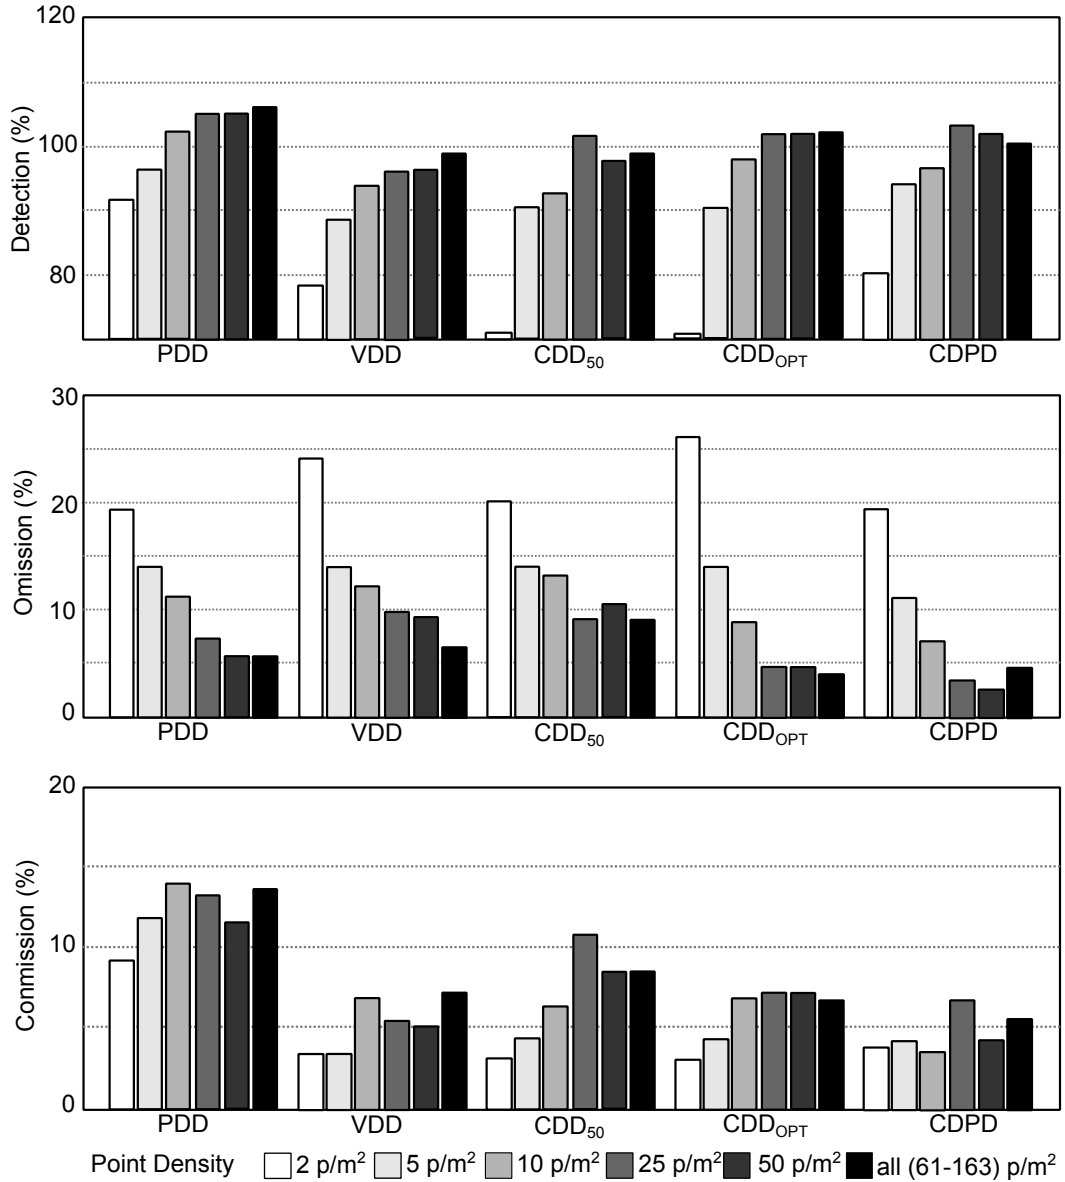 120
100
80
Detection (%)
PDD VDD CDD50 CDDOPT CDPD
30
20
10
0
Omission (%)
PDD VDD CDD50 CDDOPT CDPD
20
10
0
Conmission (%)
PDD VDD CDD50 CDDOPT CDPD
Point Density 2 p/m² 5 p/m² 10 p/m² 25 p/m² 50 p/m² all (61-163) p/m²